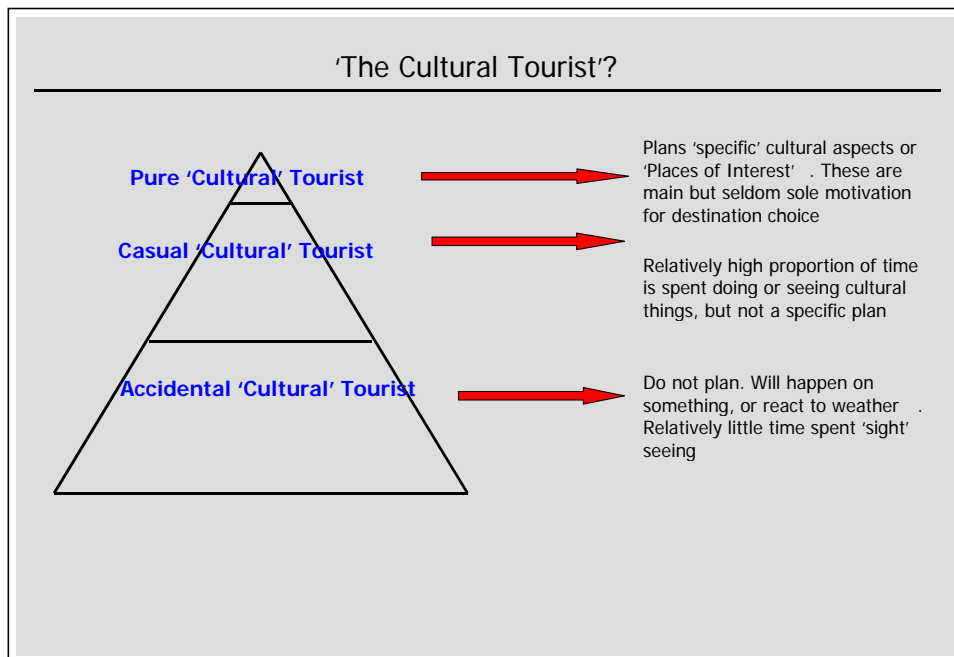 ‘The Cultural Tourist’?
Pure ‘Cultural’ Tourist
Plans ‘specific’ cultural aspects or
‘Places of Interest’ . These are
main but seldom sole motivation
for destination choice
Casual ‘Cultural’ Tourist
Relatively high proportion of time
is spent doing or seeing cultural
things, but not a specific plan
Accidental ‘Cultural’ Tourist
Do not plan. Will happen on
something, or react to weather .
Relatively little time spent ‘sight’
seeing